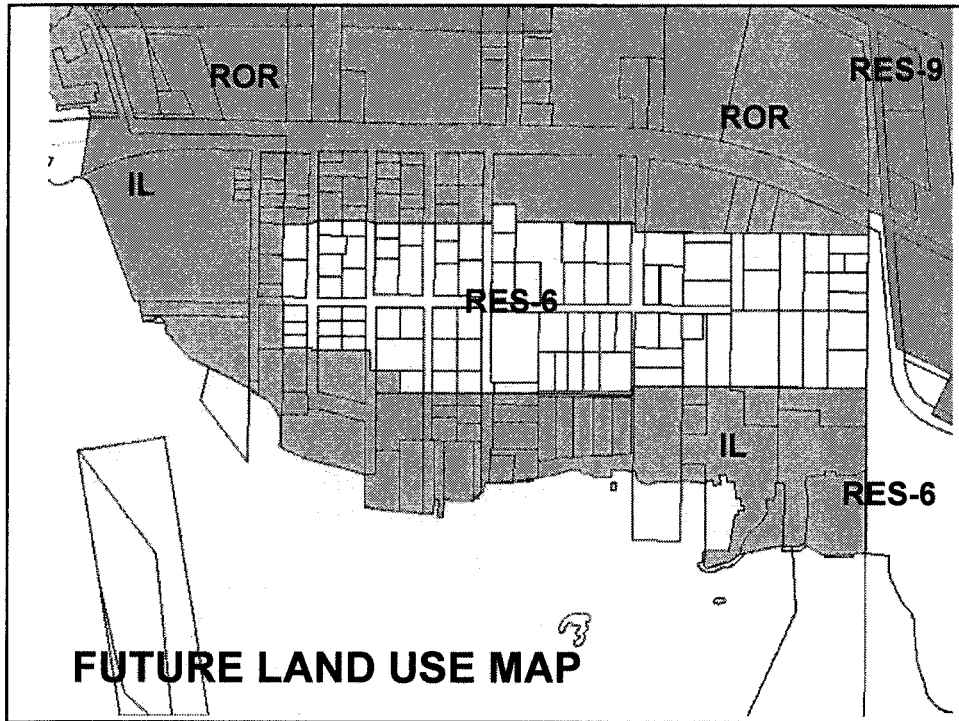 ROR
RES-9
ROR
IL
RES-6
IL
RES-6
FUTURE LAND USE MAP